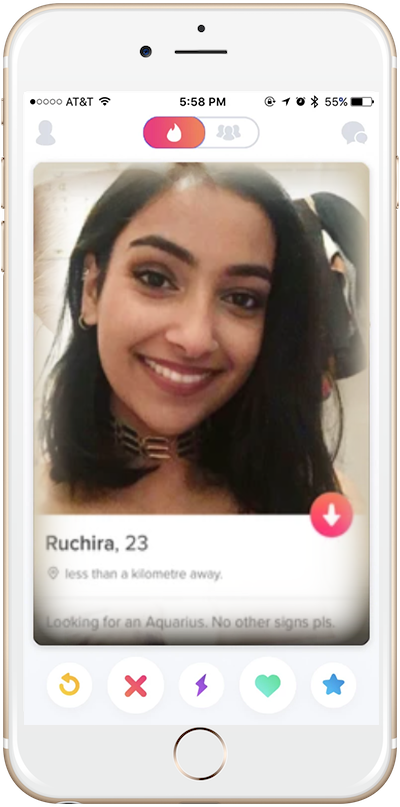 AT&T 5:58 PM 55%
Ruchira, 23
less than a kilometre away.
Looking for an Aquarius. No other signs pls.